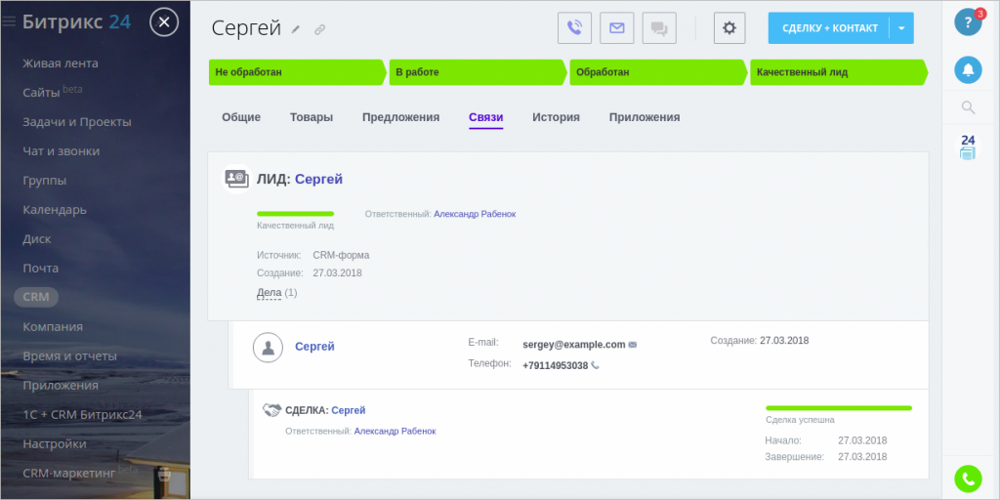 Битрикс 24
Живая лента
Сайты beta
Задачи и Проекты
Чат и звонки
Группы
Календарь
Диск
Почта
CRM
Компания
Время и отчеты
Приложения
1С + CRM Битрикс24
Настройки
CRM-маркетинг beta
Сергей
СДЕЛКУ + КОНТАКТ
Не обработан
В работе
Обработан
Качественный лид
Общие
Товары
Предложения
Связи
История
Приложения
ЛИД: Сергей
Качественный лид
Ответственный: Александр Рабенок
Источник: CRM-форма
Создание: 27.03.2018
Дела (1)
Сергей
E-mail: sergey@example.com
Телефон: +79114953038
Создание: 27.03.2018
СДЕЛКА: Сергей
Ответственный: Александр Рабенок
Сделка успешна
Начало: 27.03.2018
Завершение: 27.03.2018
? 3
24